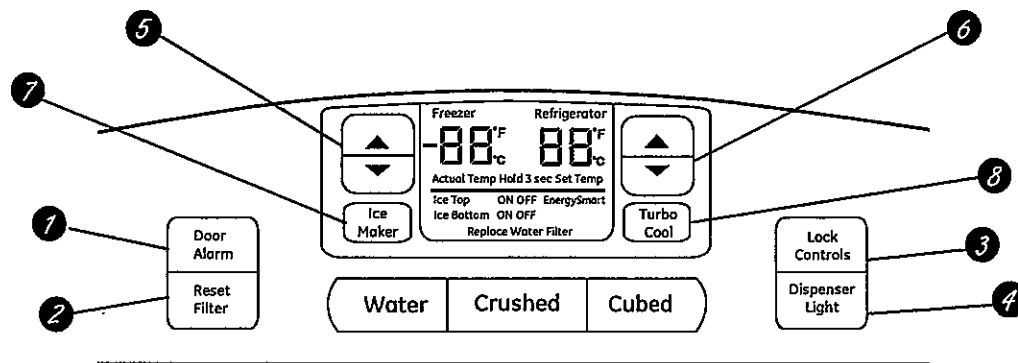 5
6
7
Freezer Refrigerator
-88°F 88°F
°C °C
Actual Temp Hold 3 sec Set Temp
8
Ice Maker
Ice Top ON OFF EnergySmart
Ice Bottom ON OFF
Replace Water Filter
Turbo Cool
1
Door
Alarm
Lock
Controls
3
2
Reset
Filter
Water Crushed Cubed
Dispenser
Light
4